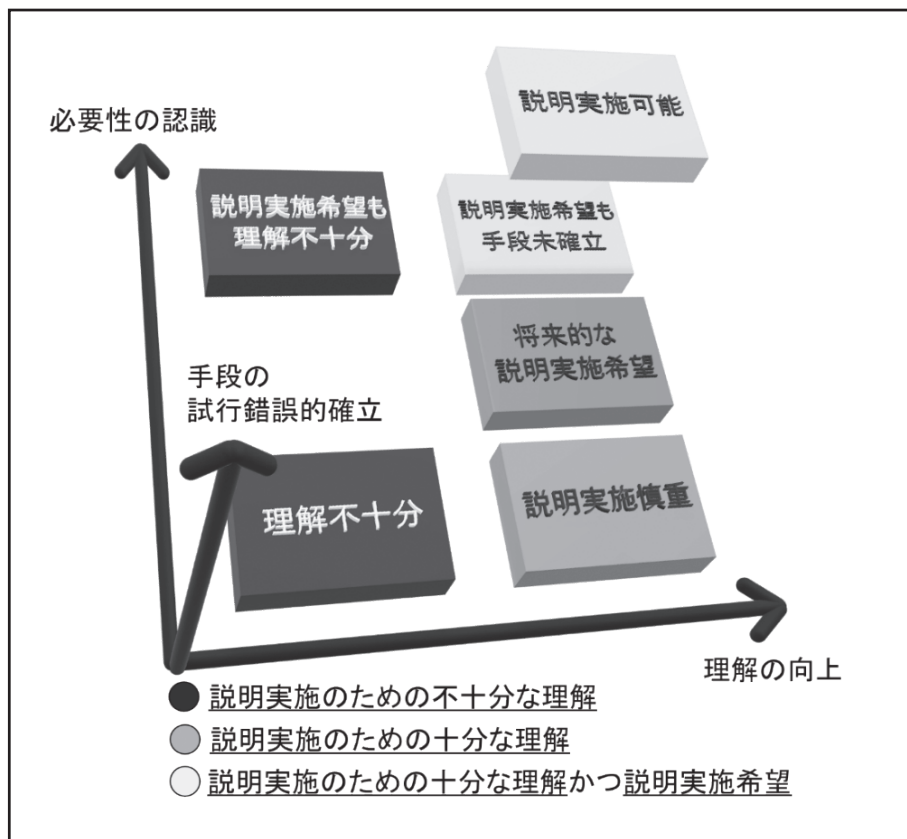 必要性の認識
説明実施可能
説明実施希望も
理解不十分
説明実施希望も
手段未確立
将来的な
説明実施希望
手段の
試行錯誤的確立
理解不十分
説明実施慎重
理解の向上
説明実施のための不十分な理解
説明実施のための十分な理解
説明実施のための十分な理解かつ説明実施希望